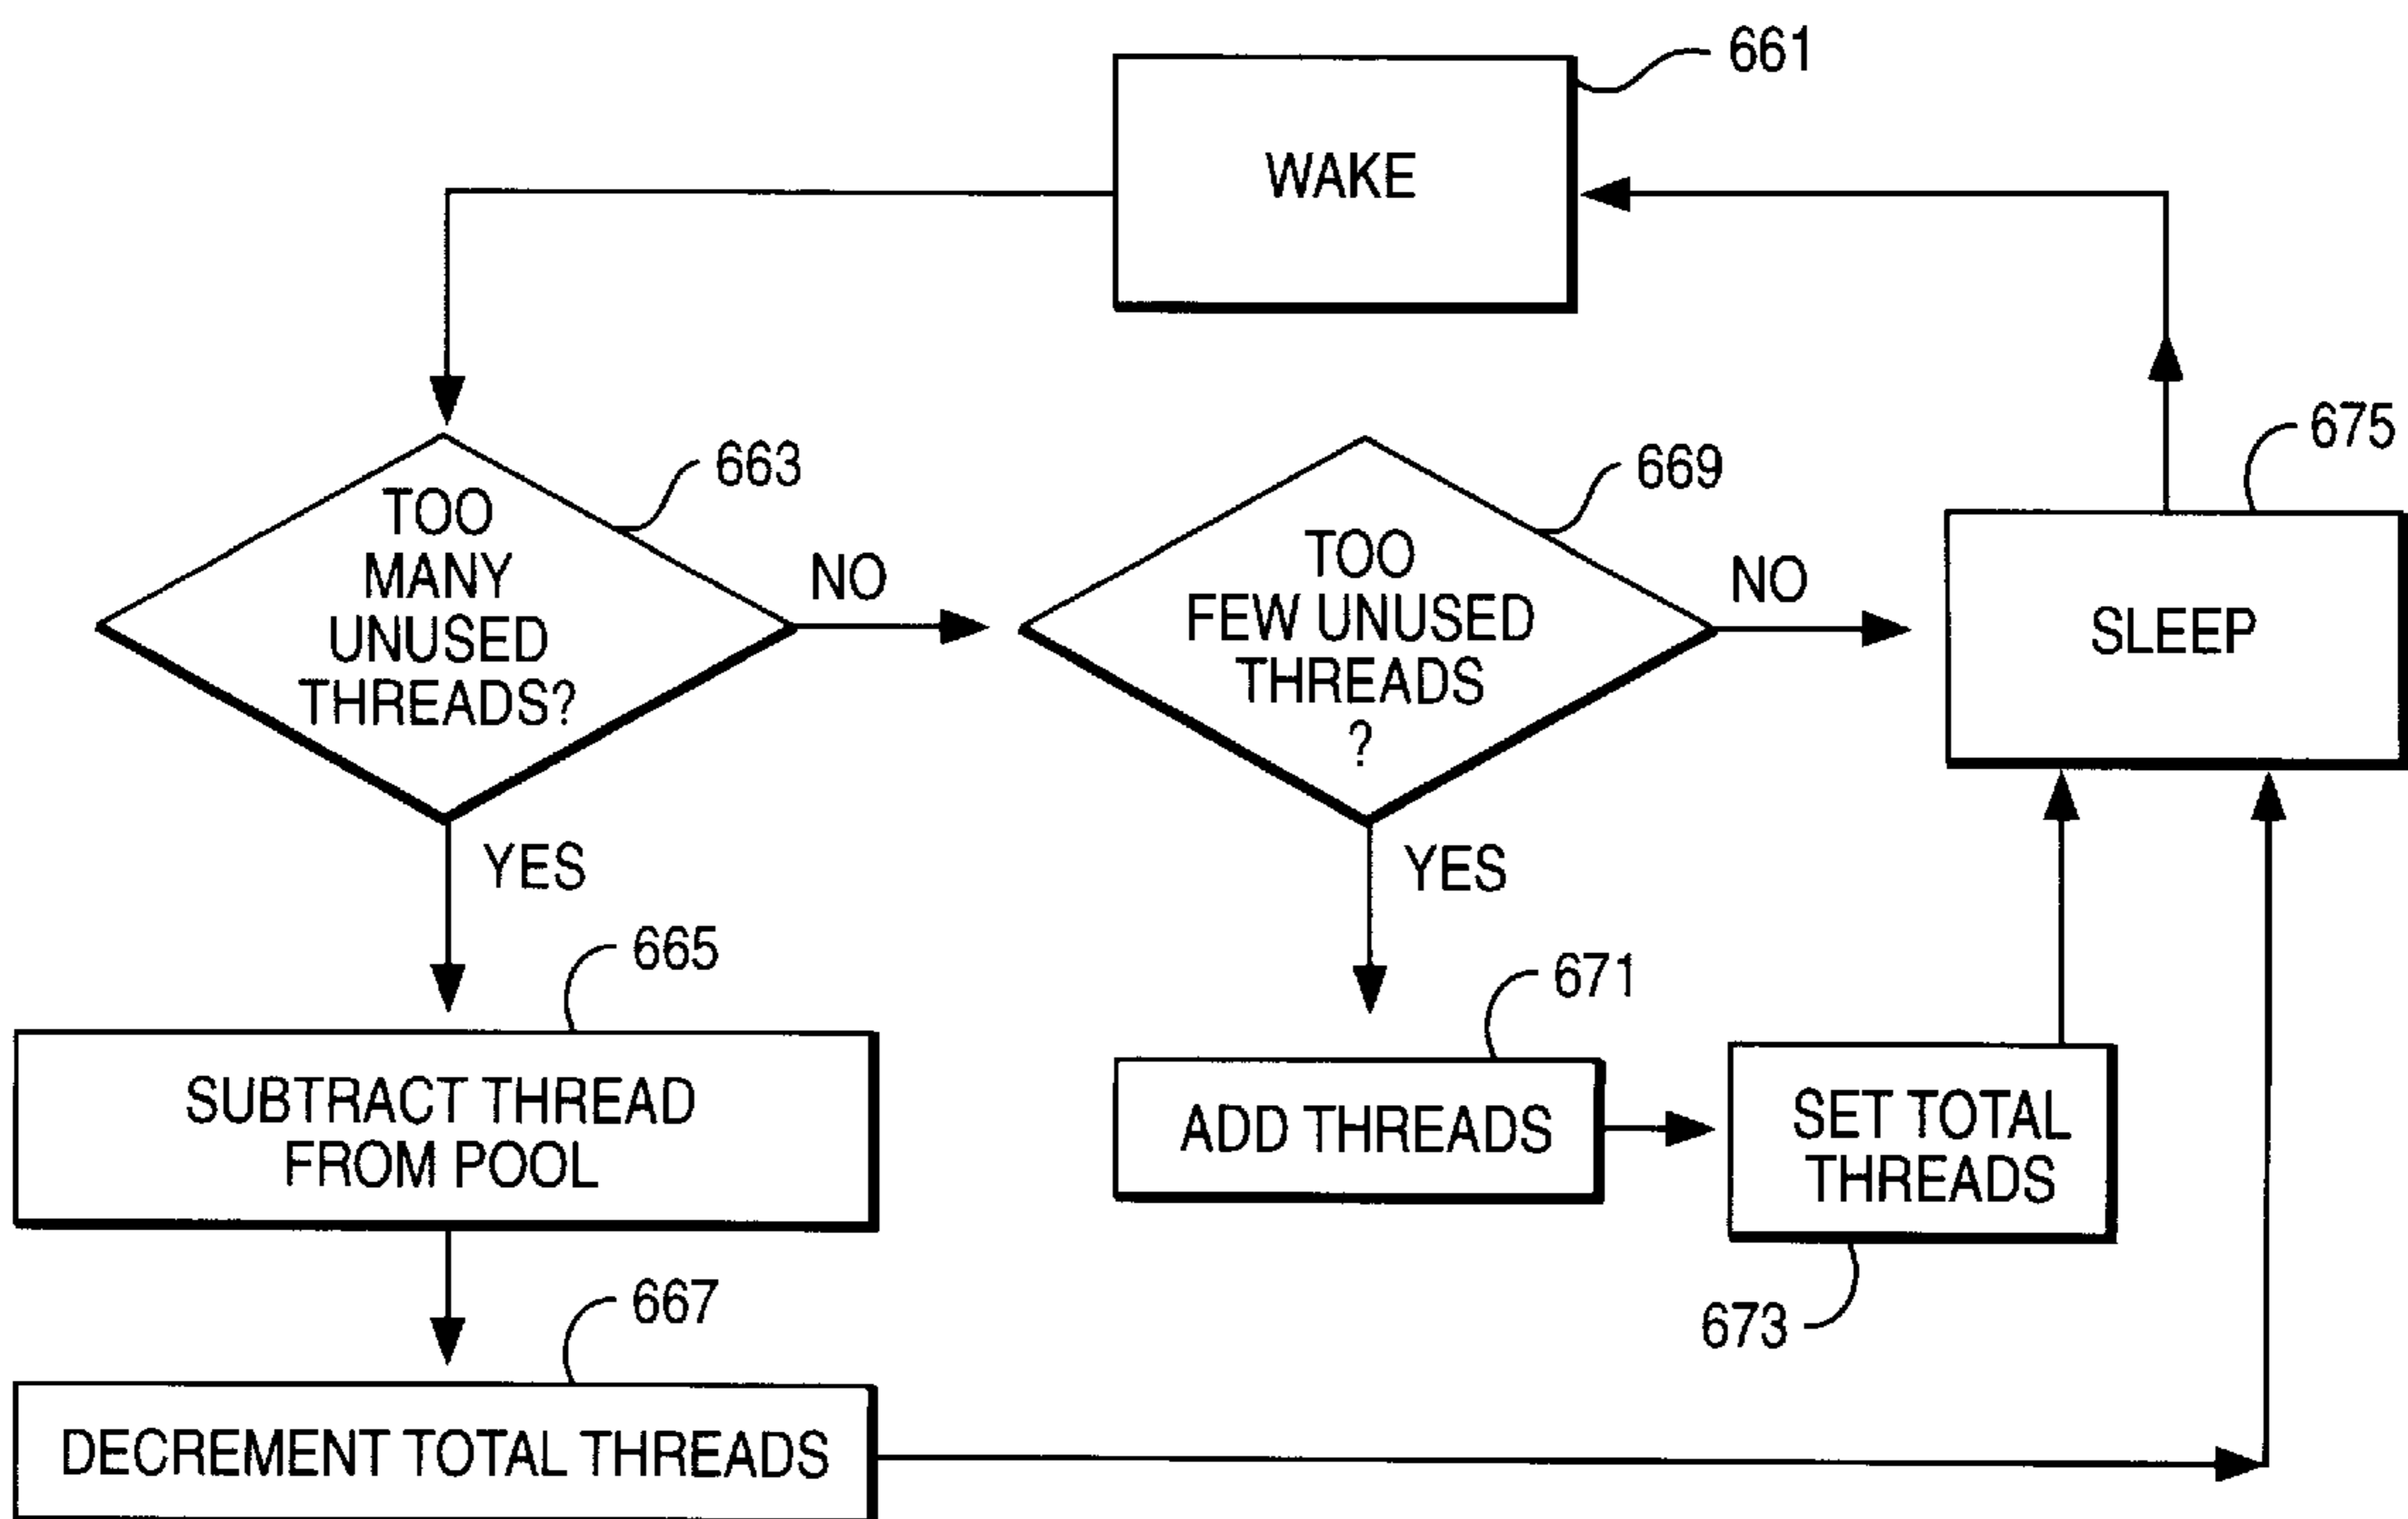 661
WAKE
663
TOO
MANY
UNUSED
THREADS?
NO
669
TOO
FEW UNUSED
THREADS
?
NO
675
SLEEP
YES
YES
665
SUBTRACT THREAD
FROM POOL
671
ADD THREADS
SET TOTAL
THREADS
673
667
DECREMENT TOTAL THREADS